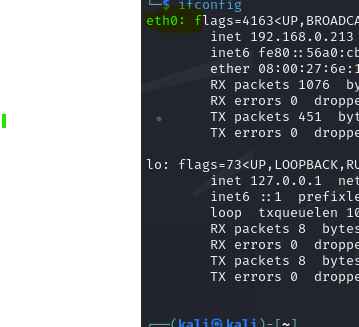 └─$ ifconfig
eth0: flags=4163<UP,BROADCA
inet 192.168.0.213
inet6 fe80::56a0:cb
ether 08:00:27:6e:1
RX packets 1076 by
RX errors 0 droppe
TX packets 451 byt
TX errors 0 droppe
lo: flags=73<UP,LOOPBACK,RU
inet 127.0.0.1 net
inet6 ::1 prefixle
loop txqueuelen 10
RX packets 8 bytes
RX errors 0 droppe
TX packets 8 bytes
TX errors 0 droppe
┌──(kali㉿kali)-[~]